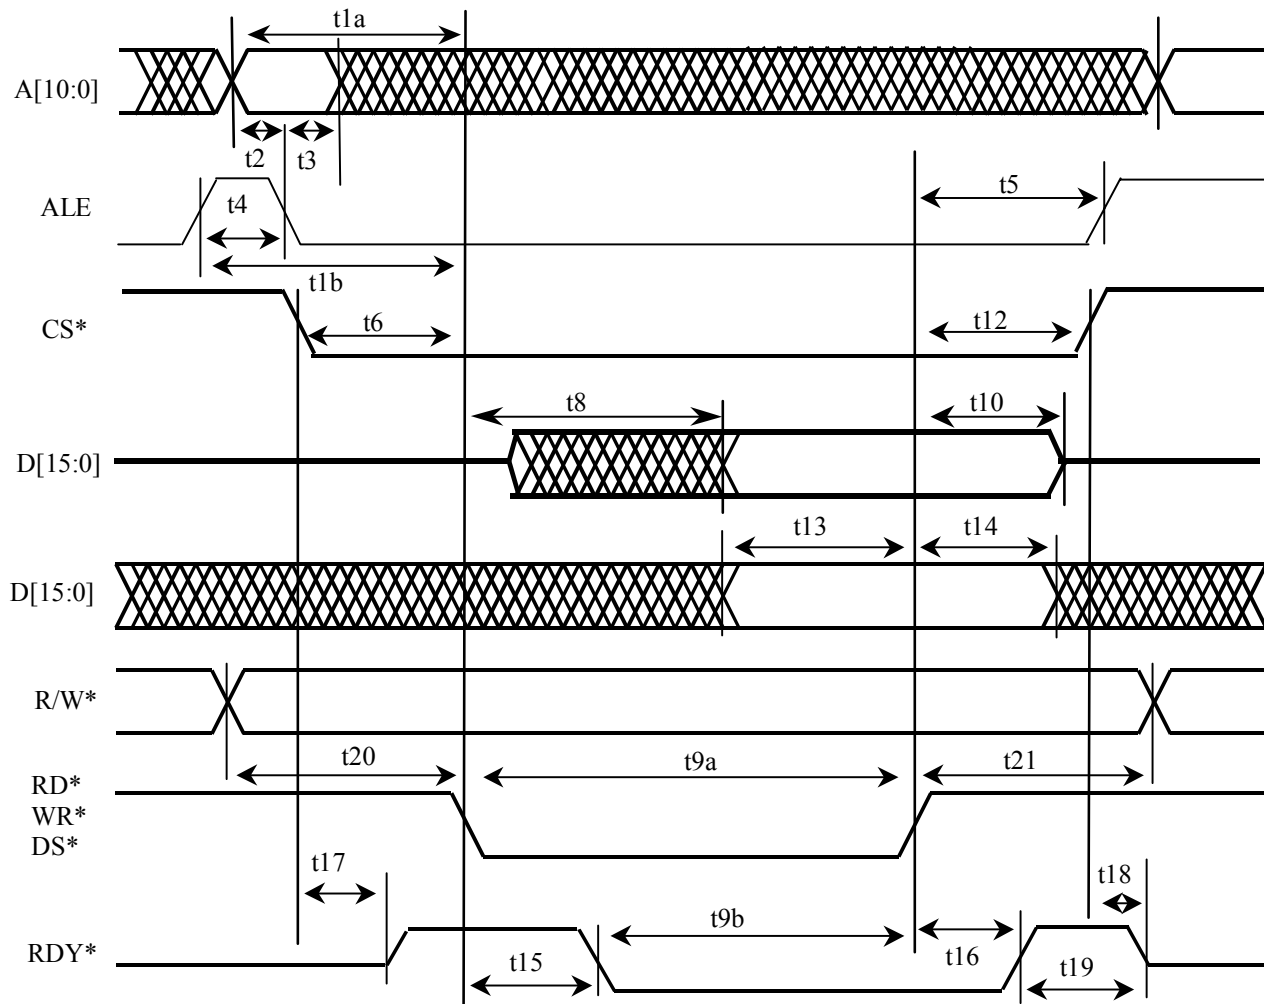 t1a
A[10:0]
t2
t3
ALE
t4
t5
t1b
CS*
t6
t12
t8
t10
D[15:0]
t13
t14
D[15:0]
R/W*
t20
t9a
t21
RD*
WR*
DS*
t17
t18
t9b
RDY*
t15
t16
t19